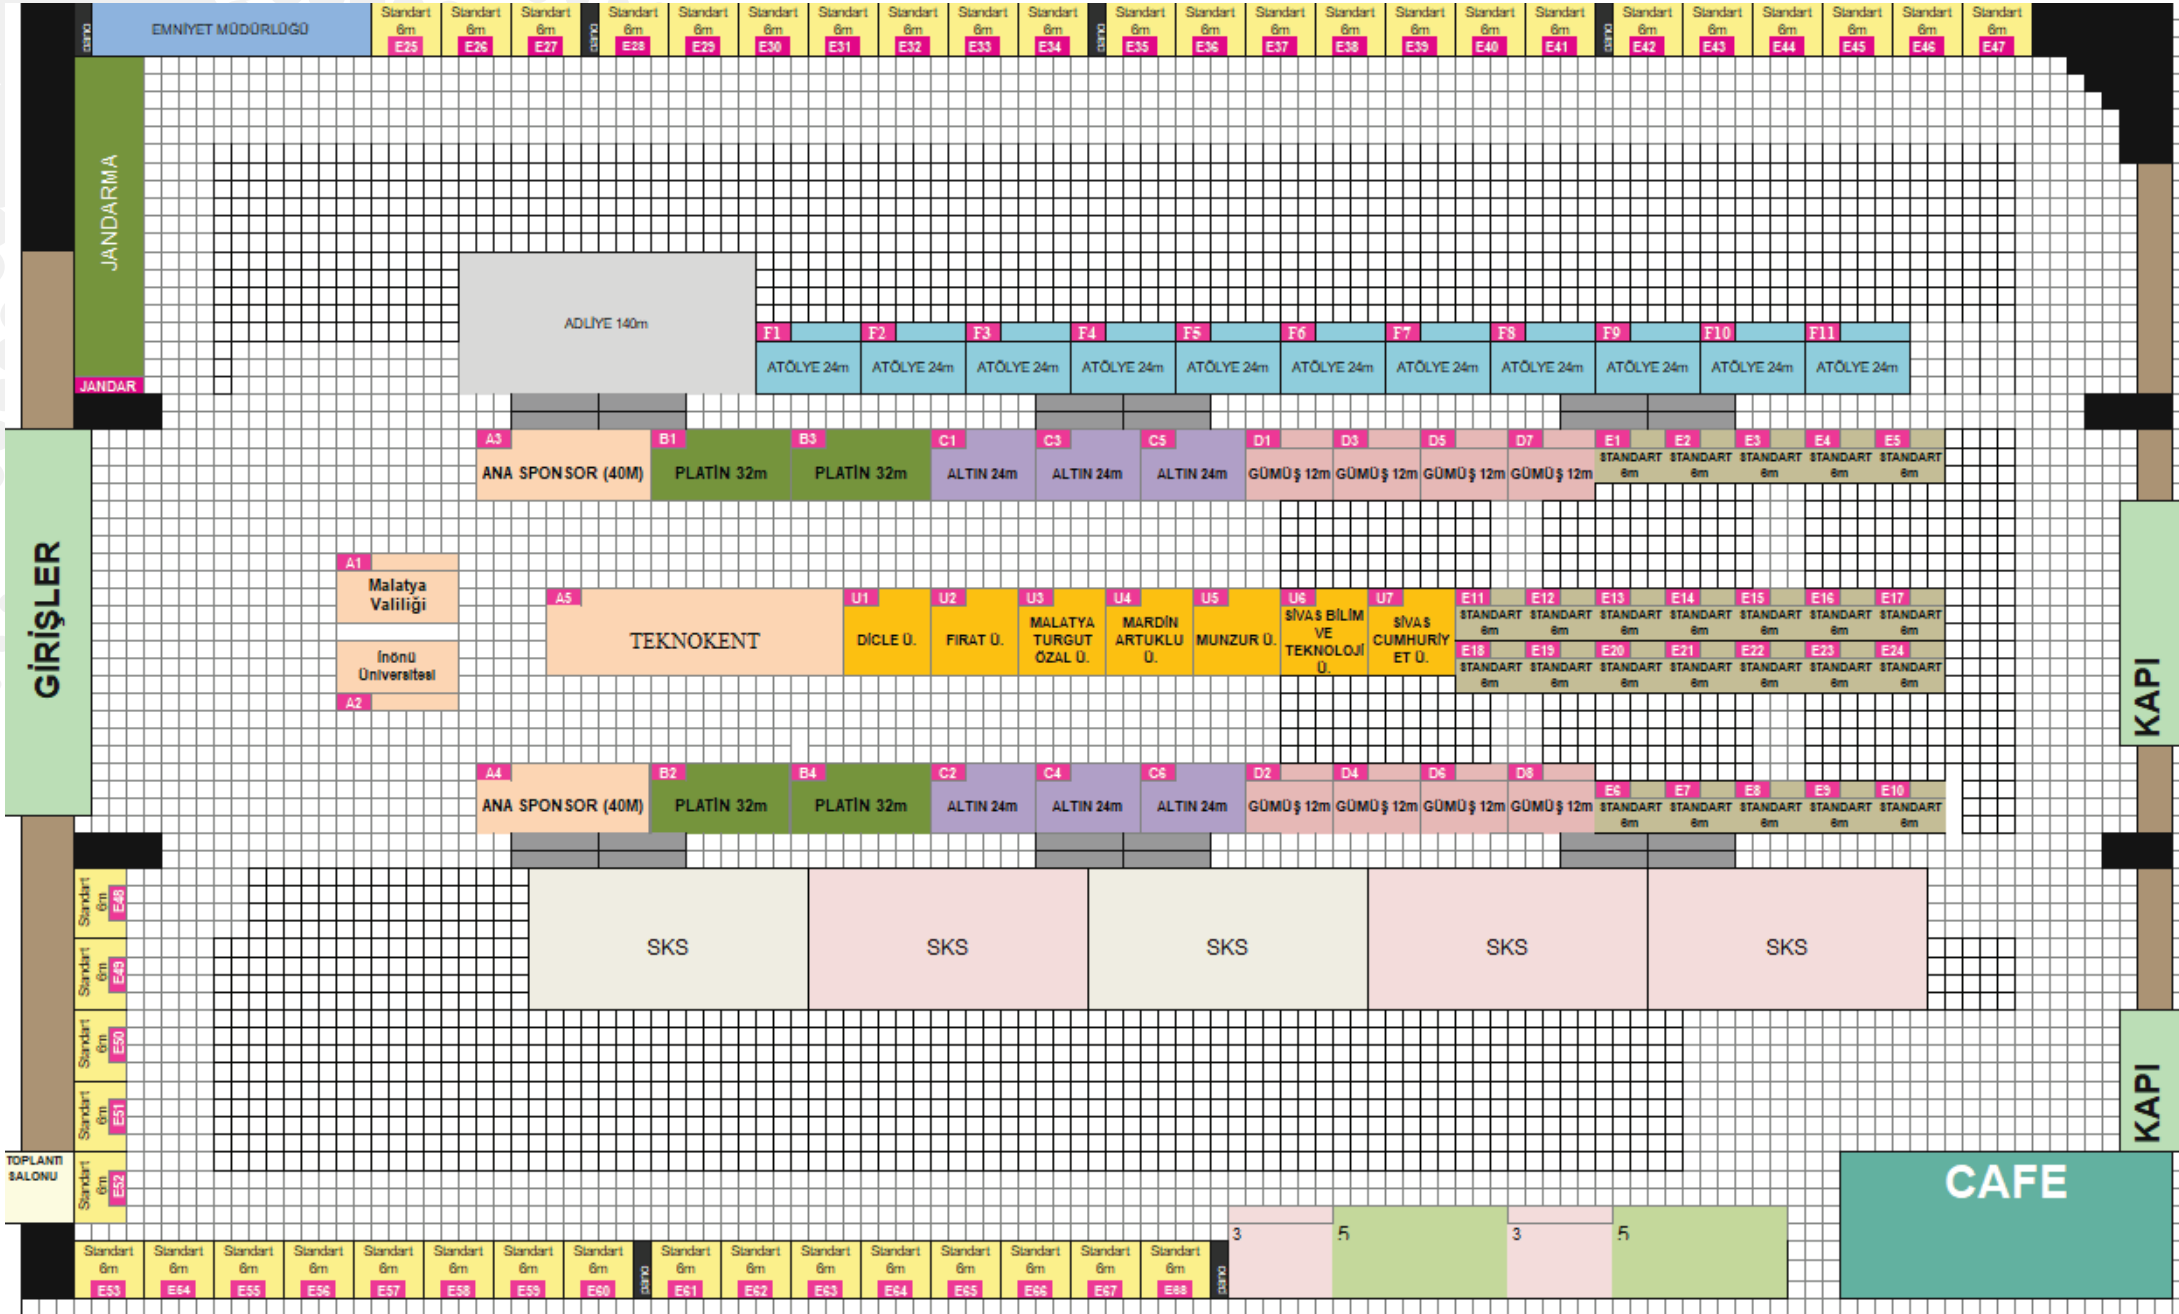 pano
EMNİYET MÜDÜRLÜĞÜ
Standart 6m E25
Standart 6m E26
Standart 6m E27
pano
Standart 6m E28
Standart 6m E29
Standart 6m E30
Standart 6m E31
Standart 6m E32
Standart 6m E33
Standart 6m E34
pano
Standart 6m E35
Standart 6m E36
Standart 6m E37
Standart 6m E38
Standart 6m E39
Standart 6m E40
Standart 6m E41
pano
Standart 6m E42
Standart 6m E43
Standart 6m E44
Standart 6m E45
Standart 6m E46
Standart 6m E47
JANDARMA
JANDAR
ADLİYE 140m
F1 ATÖLYE 24m
F2 ATÖLYE 24m
F3 ATÖLYE 24m
F4 ATÖLYE 24m
F5 ATÖLYE 24m
F6 ATÖLYE 24m
F7 ATÖLYE 24m
F8 ATÖLYE 24m
F9 ATÖLYE 24m
F10 ATÖLYE 24m
F11 ATÖLYE 24m
A3 ANA SPONSOR (40M)
B1 PLATİN 32m
B3 PLATİN 32m
C1 ALTIN 24m
C3 ALTIN 24m
C5 ALTIN 24m
D1 GÜMÜŞ 12m
D3 GÜMÜŞ 12m
D5 GÜMÜŞ 12m
D7 GÜMÜŞ 12m
E1 STANDART 6m
E2 STANDART 6m
E3 STANDART 6m
E4 STANDART 6m
E5 STANDART 6m
GİRİŞLER
A1
Malatya
Valiliği
İnönü
Üniversitesi
A2
A5
TEKNOKENT
U1
DİCLE Ü.
U2
FIRAT Ü.
U3
MALATYA
TURGUT
ÖZAL Ü.
U4
MARDİN
ARTUKLU
Ü.
U5
MUNZUR Ü.
U6
SİVAS BİLİM
VE
TEKNOLOJİ
Ü.
U7
SİVAS
CUMHURİY
ET Ü.
E11 STANDART 6m
E12 STANDART 6m
E13 STANDART 6m
E14 STANDART 6m
E15 STANDART 6m
E16 STANDART 6m
E17 STANDART 6m
E18 STANDART 6m
E19 STANDART 6m
E20 STANDART 6m
E21 STANDART 6m
E22 STANDART 6m
E23 STANDART 6m
E24 STANDART 6m
KAPI
A4 ANA SPONSOR (40M)
B2 PLATİN 32m
B4 PLATİN 32m
C2 ALTIN 24m
C4 ALTIN 24m
C6 ALTIN 24m
D2 GÜMÜŞ 12m
D4 GÜMÜŞ 12m
D6 GÜMÜŞ 12m
D8 GÜMÜŞ 12m
E6 STANDART 6m
E7 STANDART 6m
E8 STANDART 6m
E9 STANDART 6m
E10 STANDART 6m
Standart 6m E48
Standart 6m E49
Standart 6m E50
Standart 6m E51
Standart 6m E52
SKS
SKS
SKS
SKS
SKS
KAPI
TOPLANTI
SALONU
CAFE
Standart 6m E53
Standart 6m E54
Standart 6m E55
Standart 6m E56
Standart 6m E57
Standart 6m E58
Standart 6m E59
Standart 6m E60
pano
Standart 6m E61
Standart 6m E62
Standart 6m E63
Standart 6m E64
Standart 6m E65
Standart 6m E66
Standart 6m E67
Standart 6m E68
pano
3
5
3
5